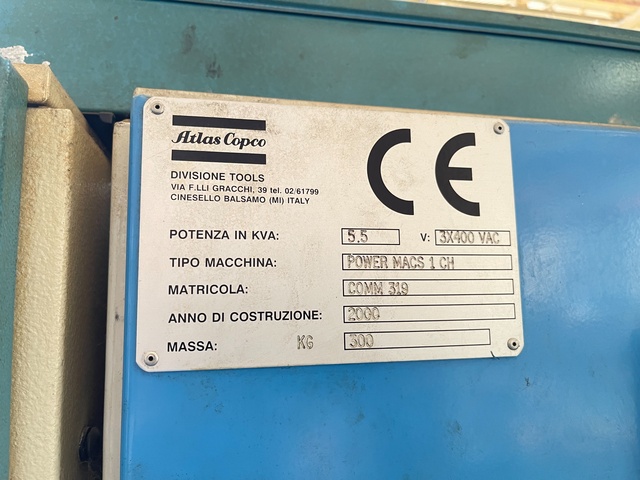 Atlas Copco
CE
DIVISIONE TOOLS
VIA F.LLI GRACCHI, 39 tel. 02/61799
CINESELLO BALSAMO (MI) ITALY
POTENZA IN KVA: 5.5 V: 3X400 VAC
TIPO MACCHINA: POWER MACS 1 CH
MATRICOLA: COMM 319
ANNO DI COSTRUZIONE: 2000
MASSA: KG 300